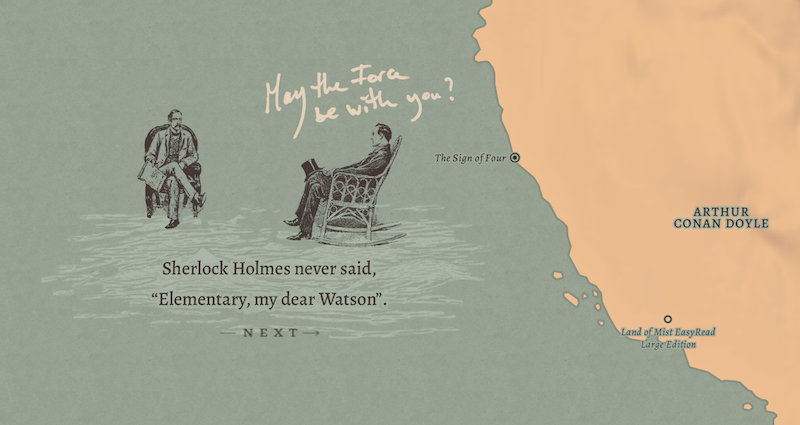 May the Force
be with you?
The Sign of Four
ARTHUR
CONAN DOYLE
Sherlock Holmes never said,
“Elementary, my dear Watson”.
NEXT
Land of Mist EasyRead
Large Edition